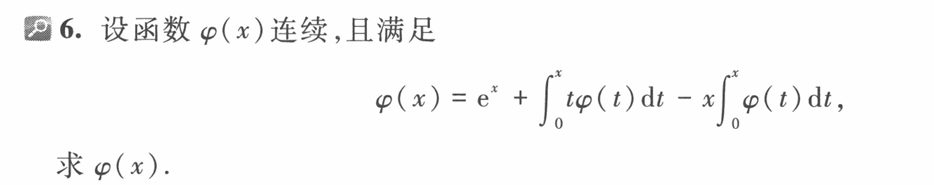 6. 设函数 φ(x)连续,且满足
φ(x) = e^x + ∫_0^x tφ(t)dt - x∫_0^x φ(t)dt,
求 φ(x).